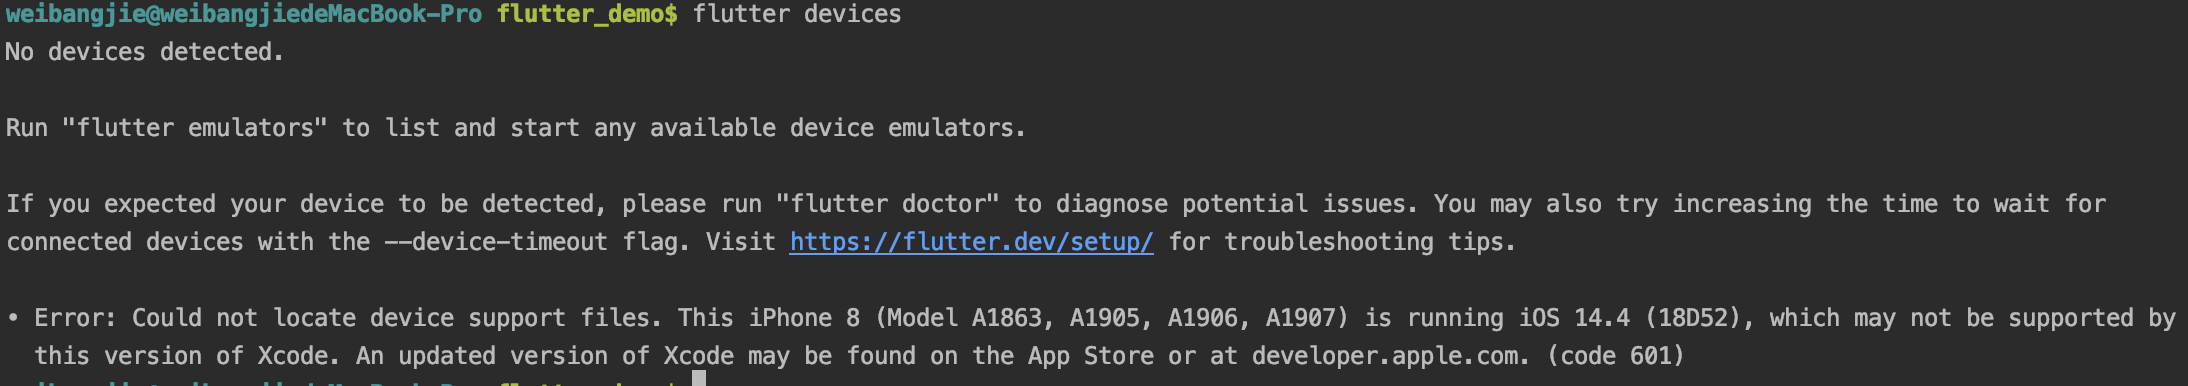 weibangjie@weibangjiedeMacBook-Pro flutter_demo$ flutter devices
No devices detected.
Run "flutter emulators" to list and start any available device emulators.
If you expected your device to be detected, please run "flutter doctor" to diagnose potential issues. You may also try increasing the time to wait for
connected devices with the --device-timeout flag. Visit https://flutter.dev/setup/ for troubleshooting tips.
• Error: Could not locate device support files. This iPhone 8 (Model A1863, A1905, A1906, A1907) is running iOS 14.4 (18D52), which may not be supported by
this version of Xcode. An updated version of Xcode may be found on the App Store or at developer.apple.com. (code 601)